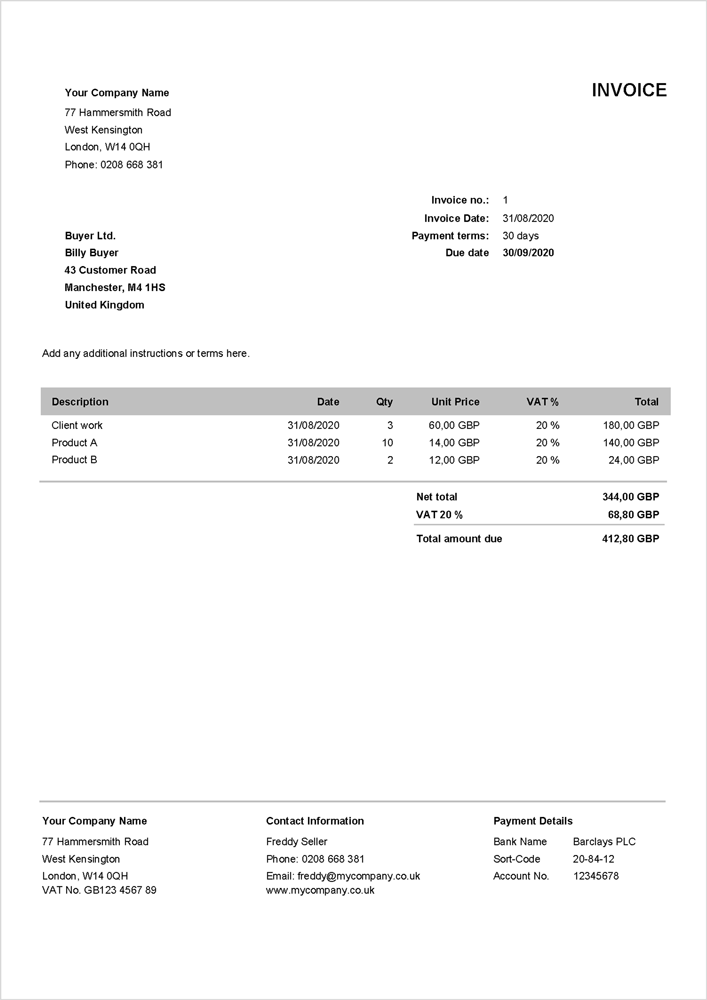 Your Company Name
INVOICE
77 Hammersmith Road
West Kensington
London, W14 0QH
Phone: 0208 668 381
Invoice no.: 1
Invoice Date: 31/08/2020
Buyer Ltd.
Payment terms: 30 days
Billy Buyer
Due date 30/09/2020
43 Customer Road
Manchester, M4 1HS
United Kingdom
Add any additional instructions or terms here.
Description Date Qty Unit Price VAT % Total
Client work 31/08/2020 3 60,00 GBP 20 % 180,00 GBP
Product A 31/08/2020 10 14,00 GBP 20 % 140,00 GBP
Product B 31/08/2020 2 12,00 GBP 20 % 24,00 GBP
Net total 344,00 GBP
VAT 20 % 68,80 GBP
Total amount due 412,80 GBP
Your Company Name
77 Hammersmith Road
West Kensington
London, W14 0QH
VAT No. GB123 4567 89
Contact Information
Freddy Seller
Phone: 0208 668 381
Email: freddy@mycompany.co.uk
www.mycompany.co.uk
Payment Details
Bank Name Barclays PLC
Sort-Code 20-84-12
Account No. 12345678